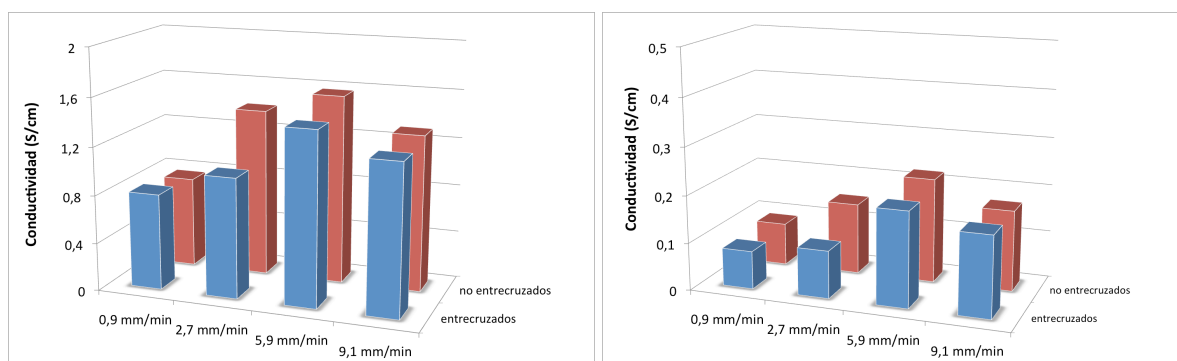 Conductividad (S/cm)
2
1,6
1,2
0,8
0,4
0
0,9 mm/min
2,7 mm/min
5,9 mm/min
9,1 mm/min
no entrecruzados
entrecruzados
Conductividad (S/cm)
0,5
0,4
0,3
0,2
0,1
0
0,9 mm/min
2,7 mm/min
5,9 mm/min
9,1 mm/min
no entrecruzados
entrecruzados